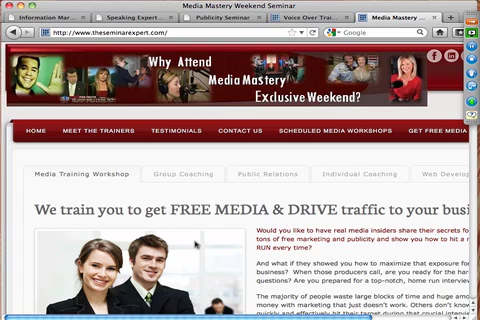 Media Mastery Weekend Seminar
Information Mar...
Speaking Expert...
Publicity Seminar
Voice Over Trai...
Media Mastery ...
http://www.theseminarexpert.com/
Google
Why Attend
Media Mastery
Exclusive Weekend?
HOME
MEET THE TRAINERS
TESTIMONIALS
CONTACT US
SCHEDULED MEDIA WORKSHOPS
GET FREE MEDIA
Media Training Workshop
Group Coaching
Public Relations
Individual Coaching
Web Develop
We train you to get FREE MEDIA & DRIVE traffic to your busi
Would you like to have real media insiders share their secrets f
tons of free marketing and publicity and show you how to hit a
RUN every time?
And what if they showed you how to maximize that exposure for
business? When those producers call, are you ready for the har
questions? Are you prepared for a top-notch, home run interview
The majority of people waste large blocks of time and huge amo
money with marketing that just doesn't work. Others don't know
quickly and effectively hit their target during that crucial intervi